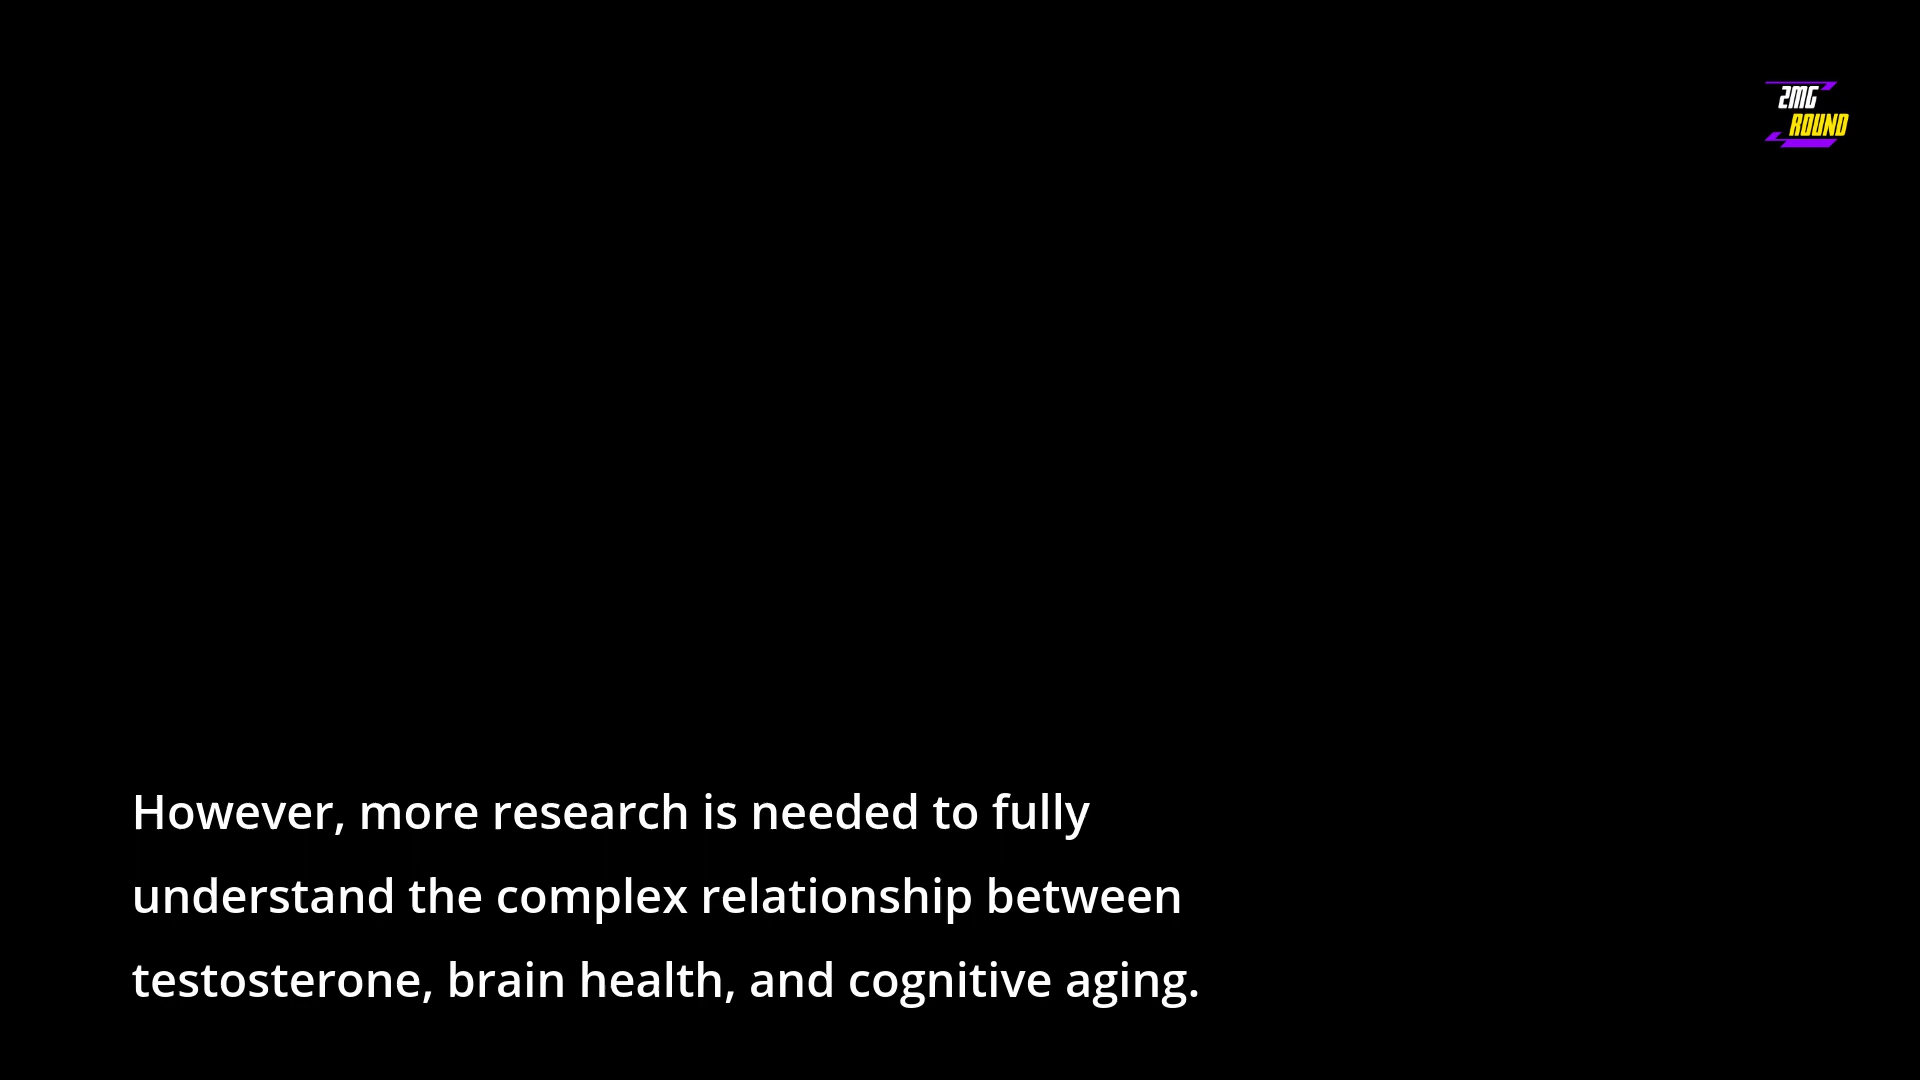 2MG
ROUND
However, more research is needed to fully
understand the complex relationship between
testosterone, brain health, and cognitive aging.